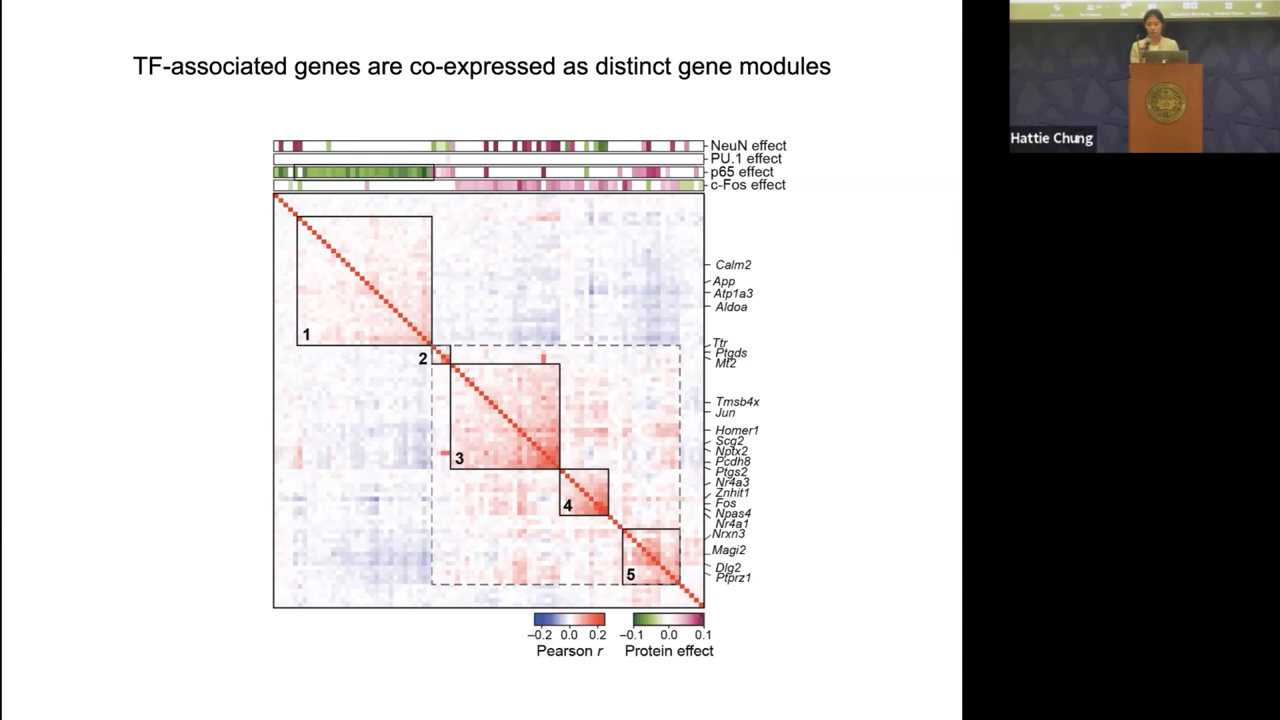 TF-associated genes are co-expressed as distinct gene modules
Hattie Chung
NeuN effect
PU.1 effect
p65 effect
c-Fos effect
Calm2
App
Atp1a3
Aldoa
1
Ttr
2
Ptgds
Mt2
Tmsb4x
Jun
Homer1
Scg2
Nptx2
3
Pcdh8
Ptgs2
Nr4a3
Znhit1
4
Fos
Npas4
Nr4a1
Nrxn3
Magi2
5
Dlg2
Ptprz1
−0.2 0.0 0.2
−0.1 0.0 0.1
Pearson r
Protein effect